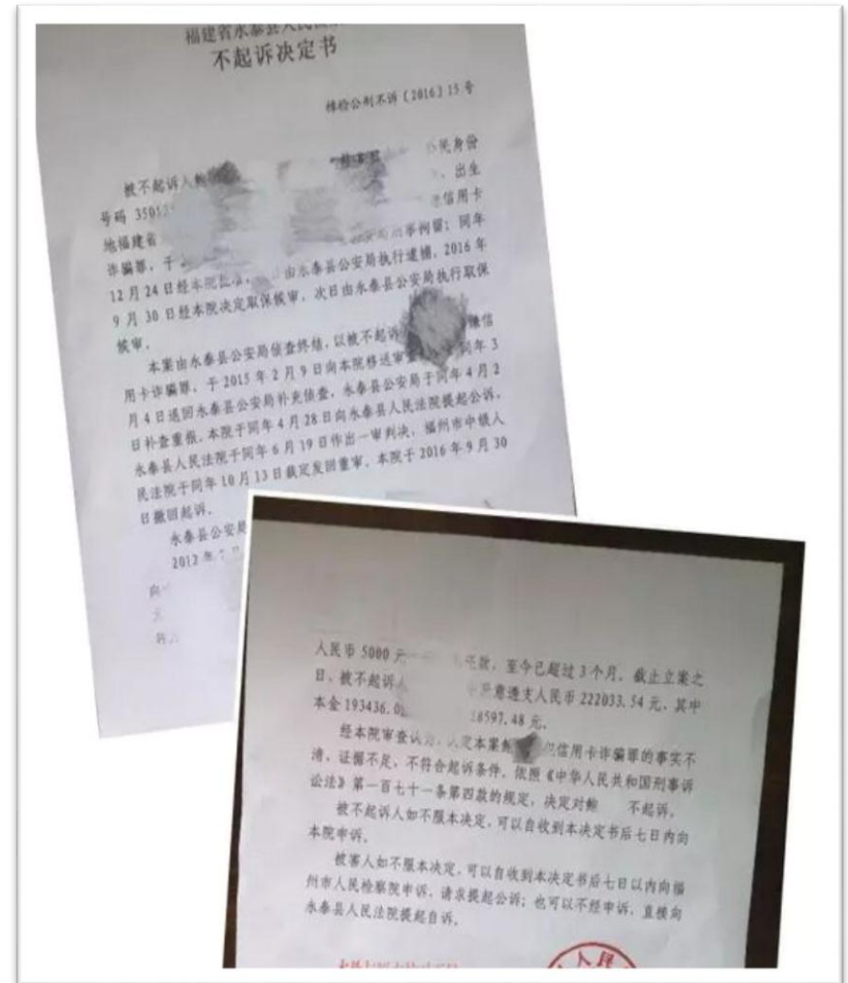 福建省永泰县人民检
不起诉决定书
检公刑不诉〔2016〕15号
被不起诉人 民身份
号码 3501 出生
地福建省 信用卡
诈骗罪，于 刑事拘留；同年
12月24日经本院批准， 由永泰县公安局执行逮捕，2016年
9月30日经本院决定取保候审，次日由永泰县公安局执行取保
候审。
本案由永泰县公安局侦查终结，以被不起诉 嫌信
用卡诈骗罪，于2015年2月9日向本院移送审 同年3
月4日退回永泰县公安局补充侦查，永泰县公安局于同年4月2
日补查重报。本院于同年4月28日向永泰县人民法院提起公诉，
永泰县人民法院于同年6月19日作出一审判决，福州市中级人
民法院于同年10月13日裁定发回重审，本院于2016年9月30
日撤回起诉。
永泰县公安局
2012年
向
元
人民币5000元 还款，至今已超过3个月。截止立案之
日，被不起诉人 恶意透支人民币222033.54元，其中
本金193436.0 8597.48元。
经本院审查认为，认定本案 犯信用卡诈骗罪的事实不
清、证据不足，不符合起诉条件。依照《中华人民共和国刑事诉
讼法》第一百七十一条第四款的规定，决定对鲍 不起诉。
被不起诉人如不服本决定，可以自收到本决定书后七日内向
本院申诉。
被害人如不服本决定，可以自收到本决定书后七日以内向福
州市人民检察院申诉，请求提起公诉；也可以不经申诉，直接向
永泰县人民法院提起自诉。
人民